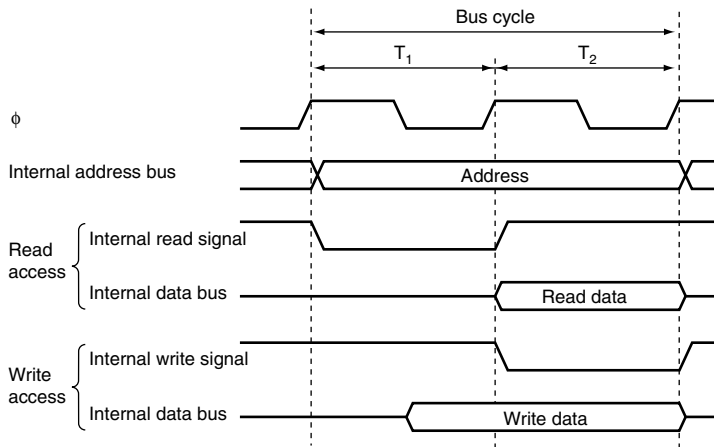 Bus cycle
T1 T2
ϕ
Internal address bus Address
Read access
Internal read signal
Internal data bus Read data
Write access
Internal write signal
Internal data bus Write data